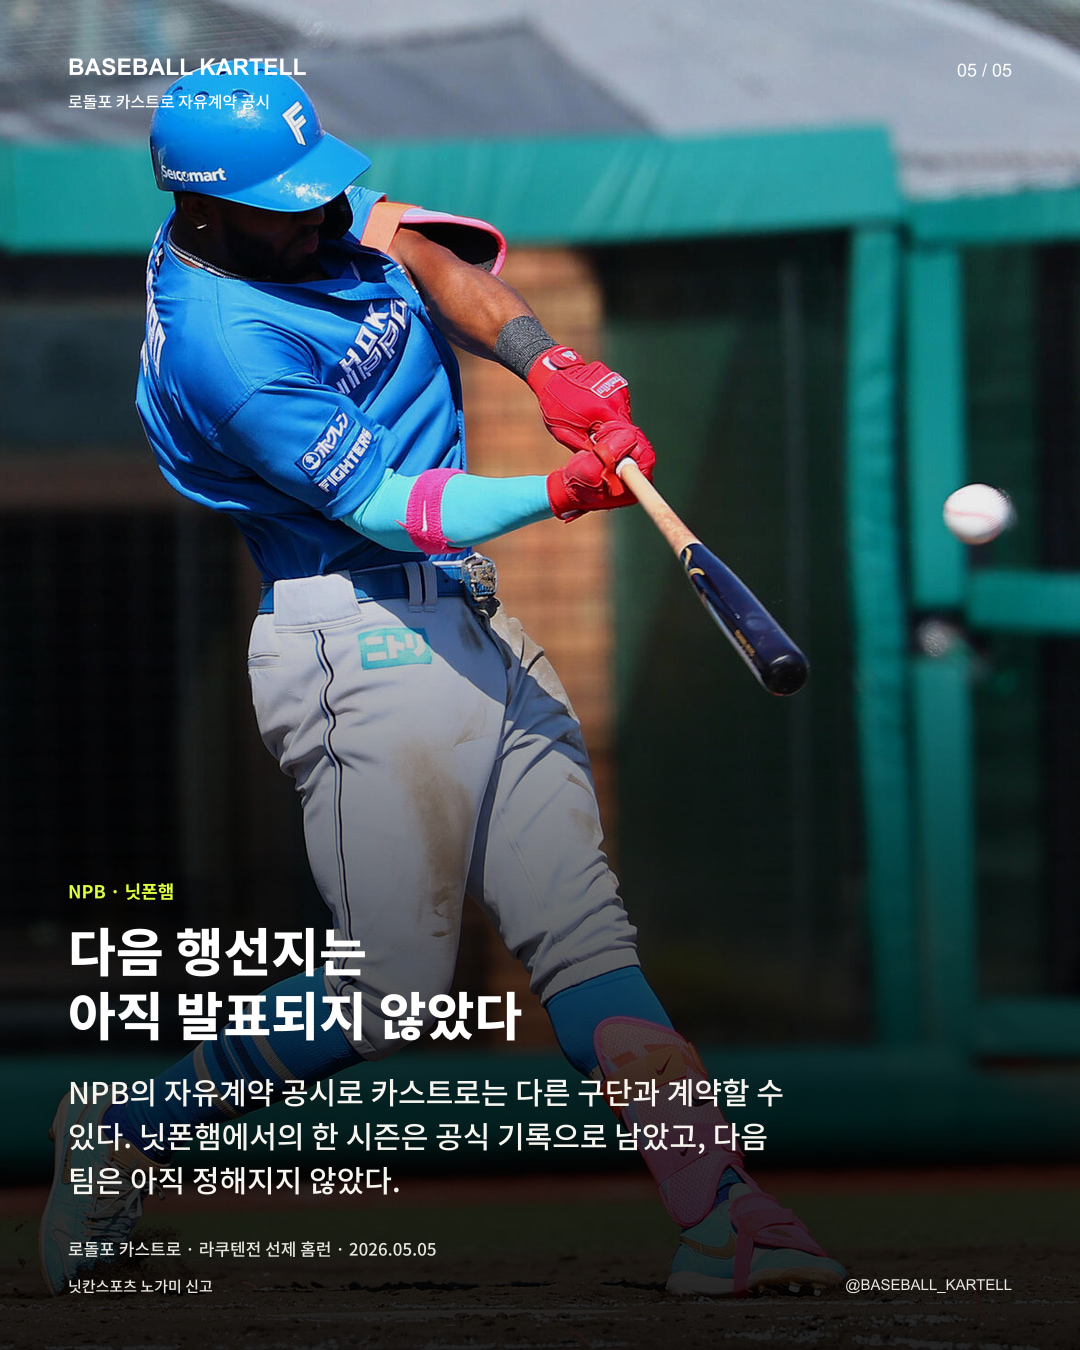 BASEBALL KARTELL
05 / 05
로돌포 카스트로 자유계약 공시
F
Seicomart
HOK
ホクレン
FIGHTERS
ニトリ
NPB · 닛폰햄
다음 행선지는
아직 발표되지 않았다
NPB의 자유계약 공시로 카스트로는 다른 구단과 계약할 수
있다. 닛폰햄에서의 한 시즌은 공식 기록으로 남았고, 다음
팀은 아직 정해지지 않았다.
로돌포 카스트로 · 라쿠텐전 선제 홈런 · 2026.05.05
닛칸스포츠 노가미 신고
@BASEBALL_KARTELL